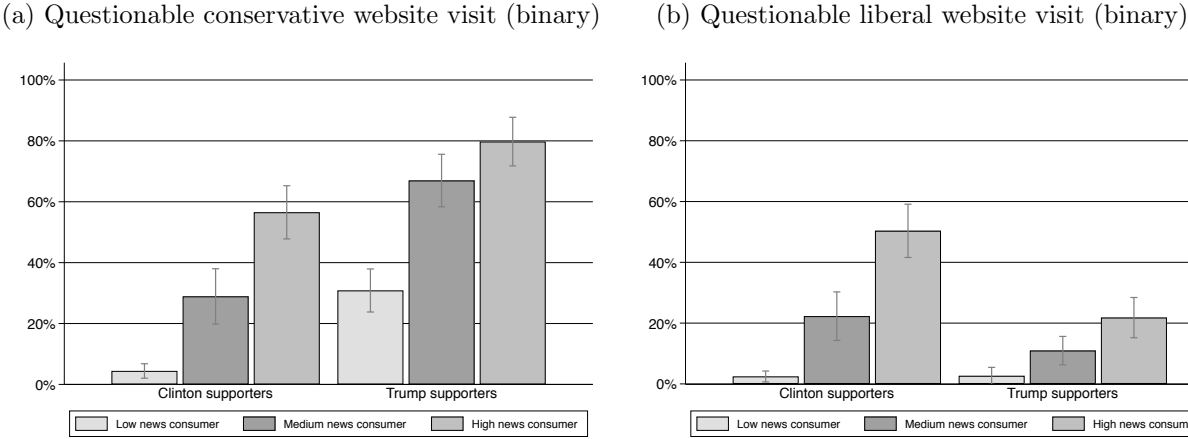 (a) Questionable conservative website visit (binary)
100%
80%
60%
40%
20%
0%
Clinton supporters
Trump supporters
Low news consumer
Medium news consumer
High news consumer
(b) Questionable liberal website visit (binary)
100%
80%
60%
40%
20%
0%
Clinton supporters
Trump supporters
Low news consumer
Medium news consumer
High news consum